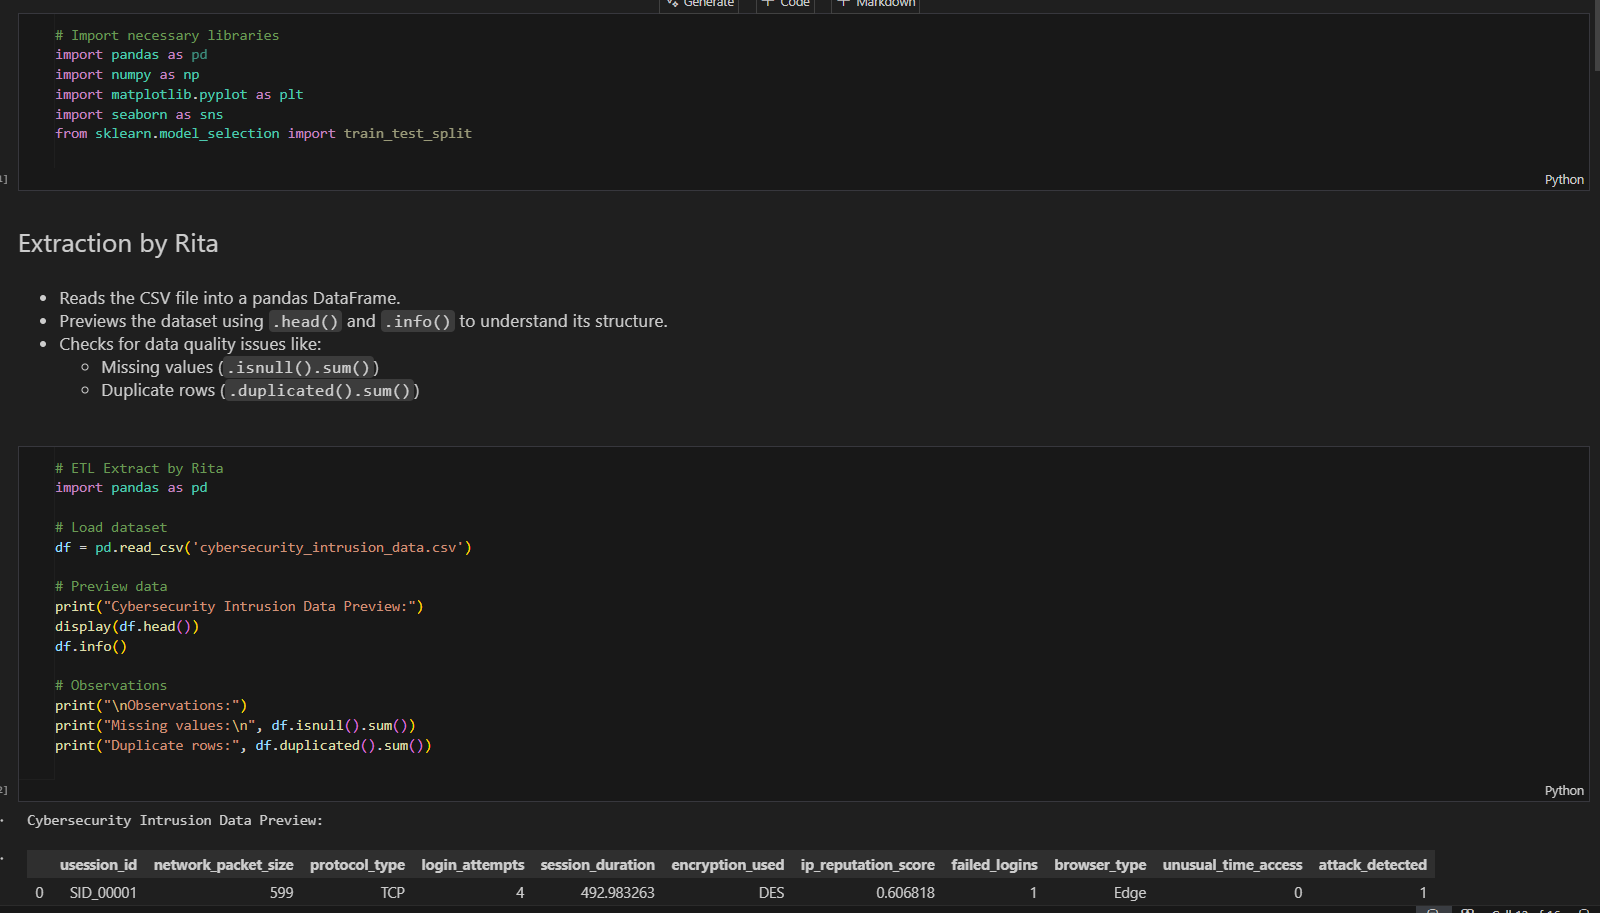 Generate + Code + Markdown
# Import necessary libraries
import pandas as pd
import numpy as np
import matplotlib.pyplot as plt
import seaborn as sns
from sklearn.model_selection import train_test_split
1]
Python
Extraction by Rita
• Reads the CSV file into a pandas DataFrame.
• Previews the dataset using .head() and .info() to understand its structure.
• Checks for data quality issues like:
○ Missing values (.isnull().sum())
○ Duplicate rows (.duplicated().sum())
# ETL Extract by Rita
import pandas as pd
# Load dataset
df = pd.read_csv('cybersecurity_intrusion_data.csv')
# Preview data
print("Cybersecurity Intrusion Data Preview:")
display(df.head())
df.info()
# Observations
print("\nObservations:")
print("Missing values:\n", df.isnull().sum())
print("Duplicate rows:", df.duplicated().sum())
2]
Python
Cybersecurity Intrusion Data Preview:
usession_id network_packet_size protocol_type login_attempts session_duration encryption_used ip_reputation_score failed_logins browser_type unusual_time_access attack_detected
0 SID_00001 599 TCP 4 492.983263 DES 0.606818 1 Edge 0 1